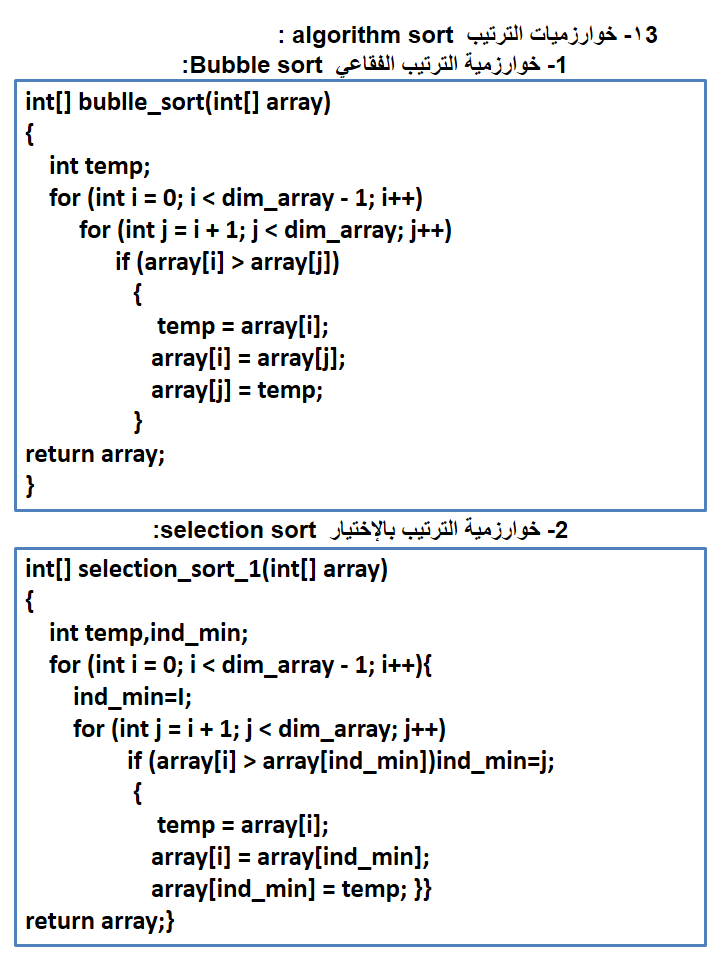 ١3- خوارزميات الترتيب algorithm sort :
1- خوارزمية الترتيب الفقاعي Bubble sort:
int[] bublle_sort(int[] array)
{
int temp;
for (int i = 0; i < dim_array - 1; i++)
for (int j = i + 1; j < dim_array; j++)
if (array[i] > array[j])
{
temp = array[i];
array[i] = array[j];
array[j] = temp;
}
return array;
}
2- خوارزمية الترتيب بالإختيار selection sort:
int[] selection_sort_1(int[] array)
{
int temp,ind_min;
for (int i = 0; i < dim_array - 1; i++){
ind_min=I;
for (int j = i + 1; j < dim_array; j++)
if (array[i] > array[ind_min])ind_min=j;
{
temp = array[i];
array[i] = array[ind_min];
array[ind_min] = temp; }}
return array;}